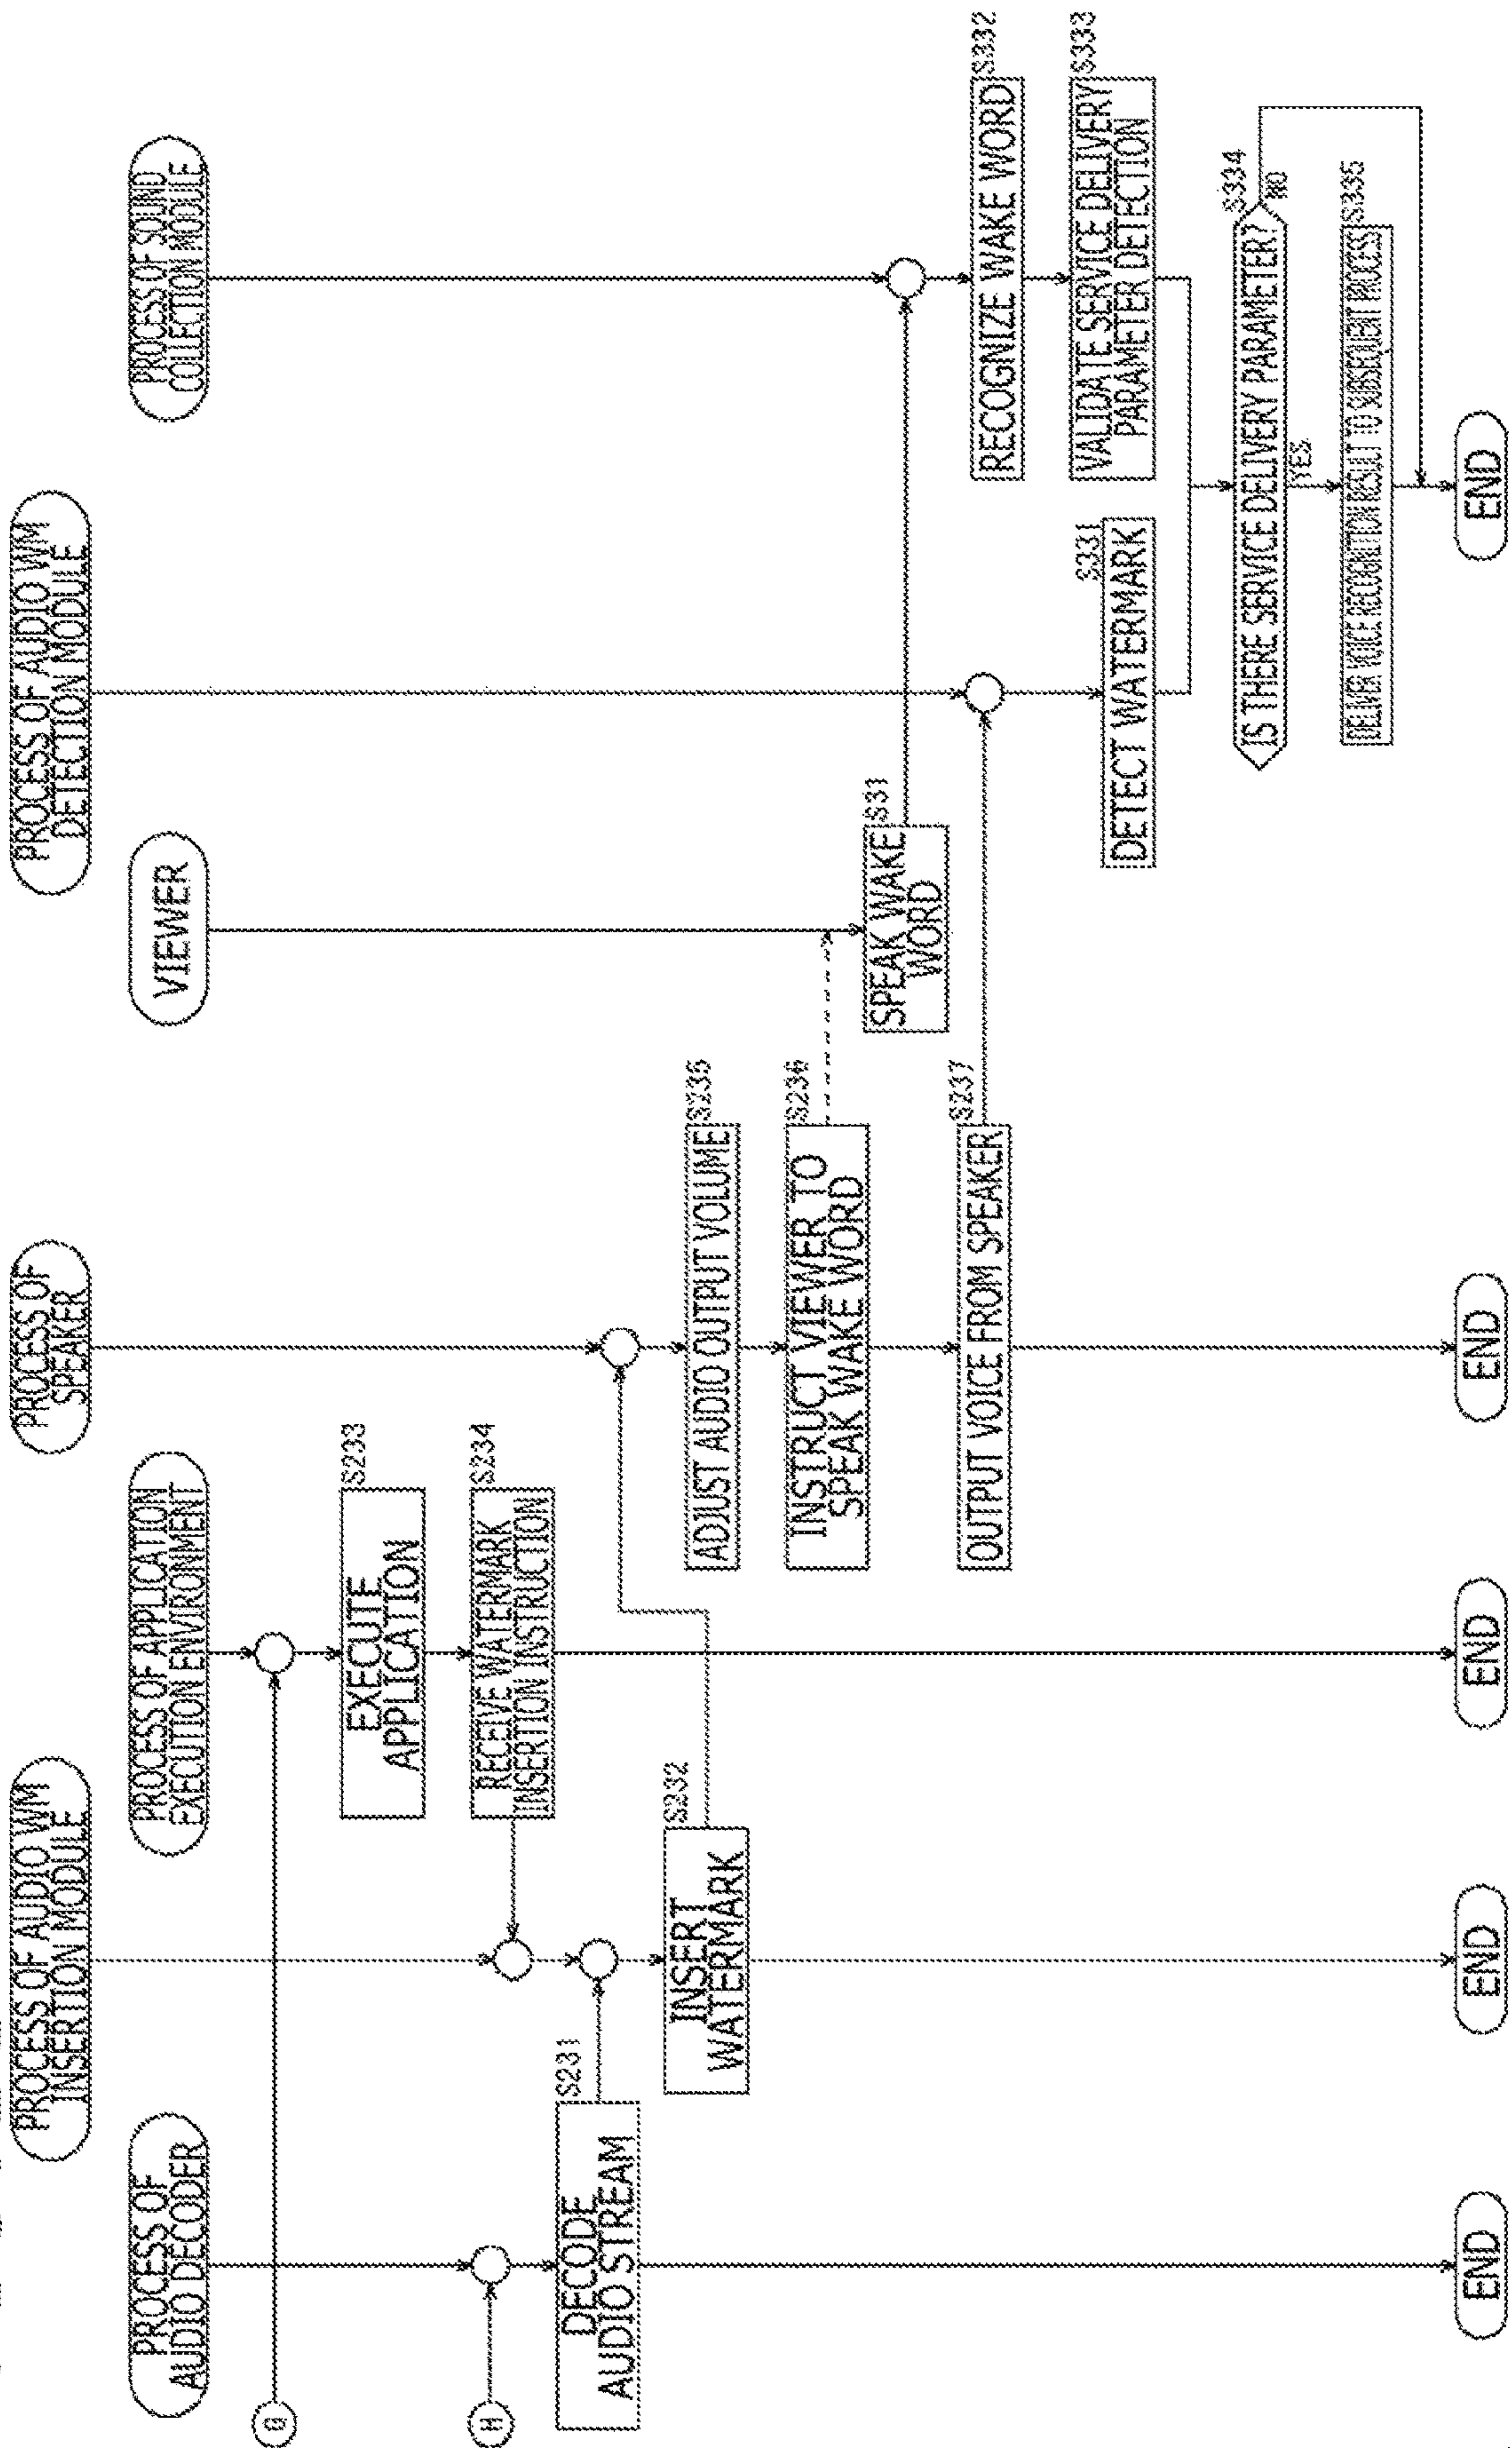 PROCESS OF
AUDIO DECODER
PROCESS OF AUDIO WM
INSERTION MODULE
PROCESS OF APPLICATION
EXECUTION ENVIRONMENT
PROCESS OF
SPEAKER
VIEWER
PROCESS OF AUDIO WM
DETECTION MODULE
PROCESS OF SOUND
COLLECTION MODULE
G
H
S231
DECODE
AUDIO STREAM
S232
INSERT
WATERMARK
S233
EXECUTE
APPLICATION
S234
RECEIVE WATERMARK
INSERTION INSTRUCTION
S235
ADJUST AUDIO OUTPUT VOLUME
S236
INSTRUCT VIEWER TO
SPEAK WAKE WORD
S237
OUTPUT VOICE FROM SPEAKER
S31
SPEAK WAKE
WORD
S331
DETECT WATERMARK
S332
RECOGNIZE WAKE WORD
S333
VALIDATE SERVICE DELIVERY
PARAMETER DETECTION
S334
IS THERE SERVICE DELIVERY PARAMETER?
NO
YES
S335
DELIVER VOICE RECOGNITION RESULT TO SUBSEQUENT PROCESS
END
END
END
END
END